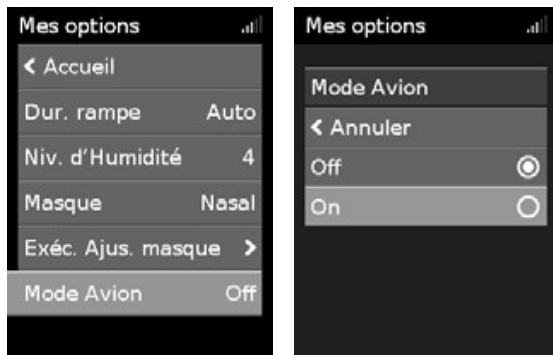 Mes options
< Accueil
Dur. rampe Auto
Niv. d'Humidité 4
Masque Nasal
Exéc. Ajus. masque >
Mode Avion Off
Mes options
Mode Avion
< Annuler
Off
On